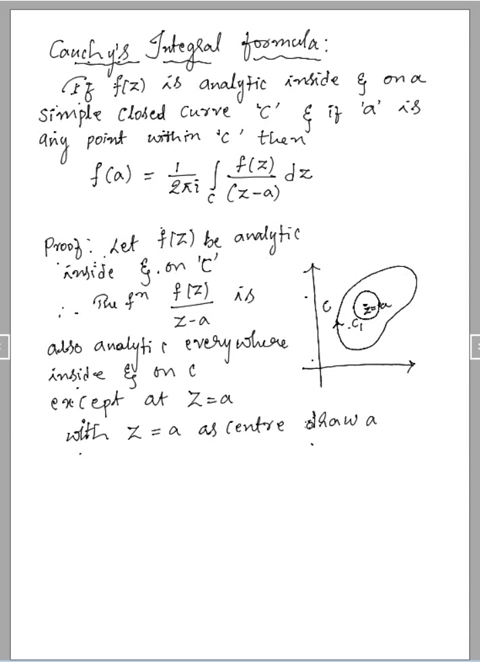 Cauchy's Integral formula:
If f(z) is analytic inside & on a
simple closed curve 'C' & if 'a' is
any point within 'c' then
f(a) = 1/2πi ∫c f(z)/(z-a) dz
Proof: Let f(z) be analytic
inside & on 'C'
∴ The fⁿ f(z)/z-a is
also analytic everywhere
inside & on c
except at z=a
with z=a as centre draw a
C
z=a
C₁